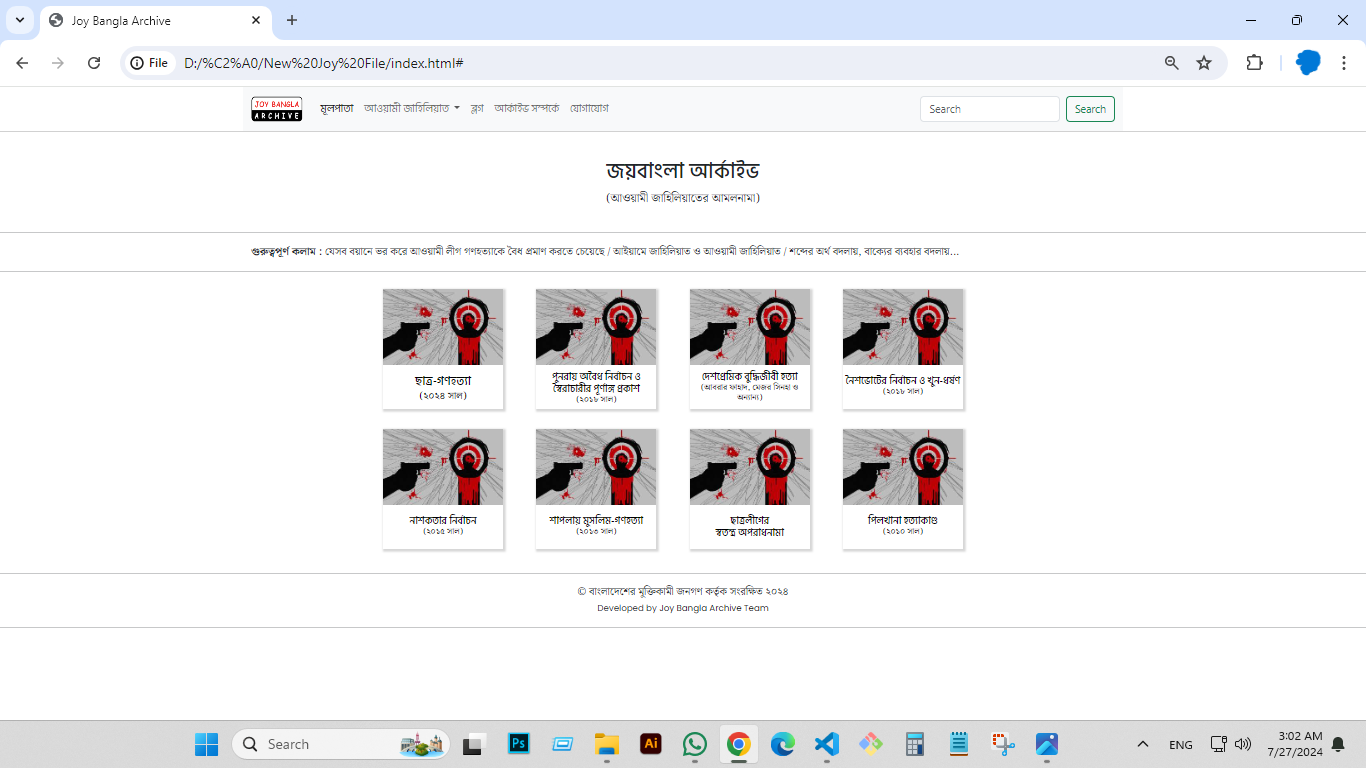 Joy Bangla Archive
File
D:/%C2%A0/New%20Joy%20File/index.html#
JOY BANGLA
ARCHIVE
মূলপাতা আওয়ামী জাহিলিয়াত ব্লগ আর্কাইভ সম্পর্কে যোগাযোগ
Search Search
জয়বাংলা আর্কাইভ
(আওয়ামী জাহিলিয়াতের আমলনামা)
গুরুত্বপূর্ণ কলাম : যেসব বয়ানে ভর করে আওয়ামী লীগ গণহত্যাকে বৈধ প্রমাণ করতে চেয়েছে / আইয়ামে জাহিলিয়াত ও আওয়ামী জাহিলিয়াত / শব্দের অর্থ বদলায়, বাক্যের ব্যবহার বদলায়...
ছাত্র-গণহত্যা
(২০২৪ সাল)
পুনরায় অবৈধ নির্বাচন ও
স্বৈরাচারীর পূর্ণাঙ্গ প্রকাশ
(২০১৮ সাল)
দেশপ্রেমিক বুদ্ধিজীবী হত্যা
(আবরার ফাহাদ, মেজর সিনহা ও
অন্যান্য)
নৈশভোটের নির্বাচন ও খুন-ধর্ষণ
(২০১৮ সাল)
নাশকতার নির্বাচন
(২০১৫ সাল)
শাপলায় মুসলিম-গণহত্যা
(২০১৩ সাল)
ছাত্রলীগের
স্বতন্ত্র অপরাধনামা
পিলখানা হত্যাকাণ্ড
(২০১০ সাল)
© বাংলাদেশের মুক্তিকামী জনগণ কর্তৃক সংরক্ষিত ২০২৪
Developed by Joy Bangla Archive Team
Search
Ps
Ai
ENG
3:02 AM
7/27/2024